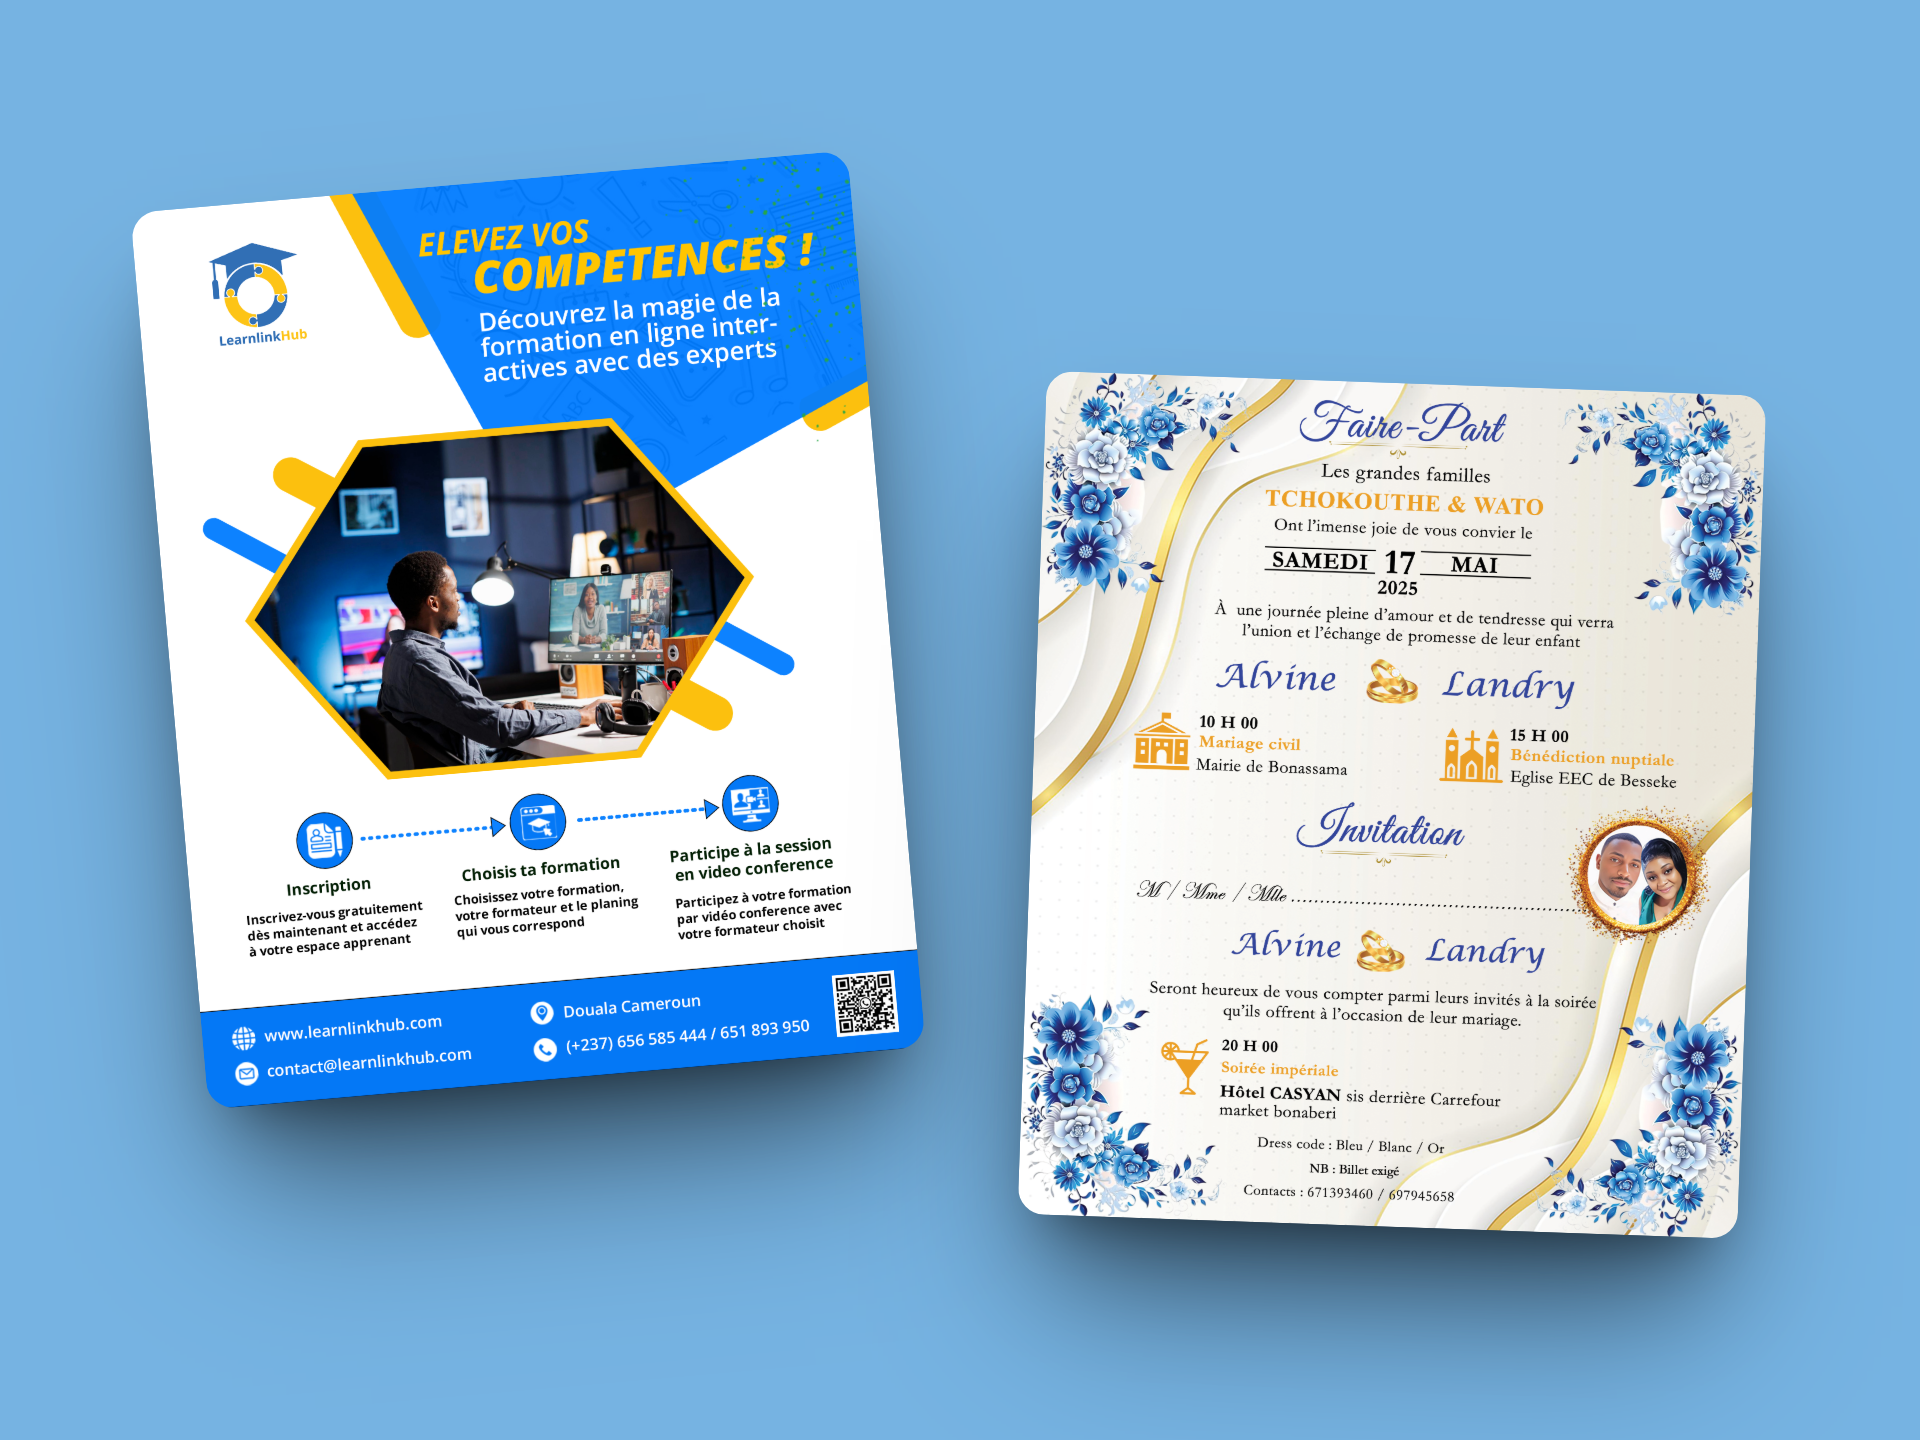 LearnlinkHub
ELEVEZ VOS
COMPETENCES !
Découvrez la magie de la
formation en ligne inter-
actives avec des experts
ABC
Inscription
Inscrivez-vous gratuitement
dès maintenant et accédez
à votre espace apprenant
Choisis ta formation
Choisissez votre formation,
votre formateur et le planing
qui vous correspond
Participe à la session
en video conference
Participez à votre formation
par vidéo conference avec
votre formateur choisit
www.learnlinkhub.com
contact@learnlinkhub.com
Douala Cameroun
(+237) 656 585 444 / 651 893 950
Faire-Part
Les grandes familles
TCHOKOUTHE & WATO
Ont l'imense joie de vous convier le
SAMEDI 17 MAI
2025
À une journée pleine d'amour et de tendresse qui verra
l'union et l'échange de promesse de leur enfant
Alvine Landry
10 H 00
Mariage civil
Mairie de Bonassama
15 H 00
Bénédiction nuptiale
Eglise EEC de Besseke
Invitation
M / Mme / Mlle ....................................................
Alvine Landry
Seront heureux de vous compter parmi leurs invités à la soirée
qu'ils offrent à l'occasion de leur mariage.
20 H 00
Soirée impériale
Hôtel CASYAN sis derrière Carrefour
market bonaberi
Dress code : Bleu / Blanc / Or
NB : Billet exigé
Contacts : 671393460 / 697945658